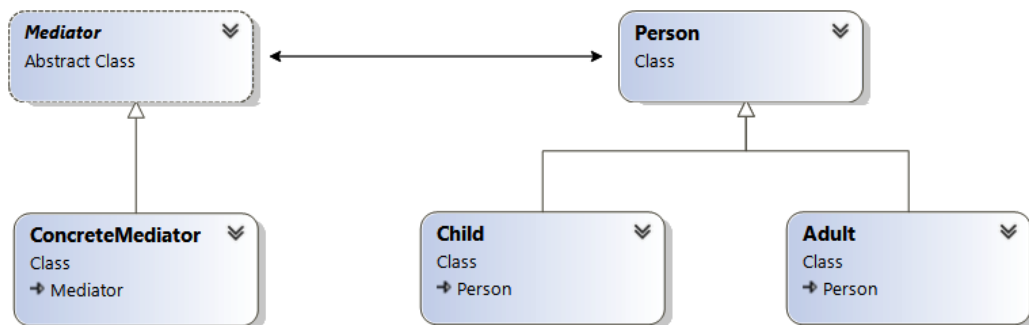 Mediator
Abstract Class
Person
Class
ConcreteMediator
Class
Mediator
Child
Class
Person
Adult
Class
Person